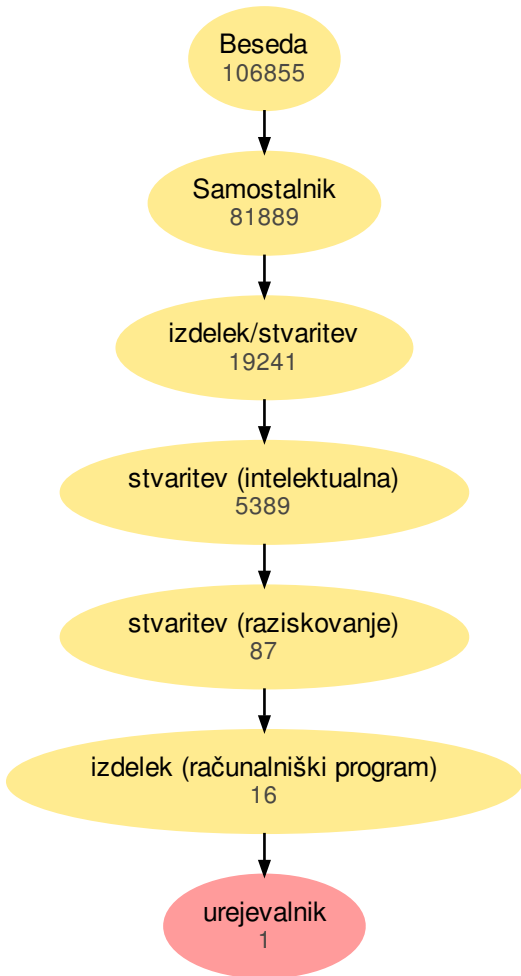 Beseda
106855
Samostalnik
81889
izdelek/stvaritev
19241
stvaritev (intelektualna)
5389
stvaritev (raziskovanje)
87
izdelek (računalniški program)
16
urejevalnik
1